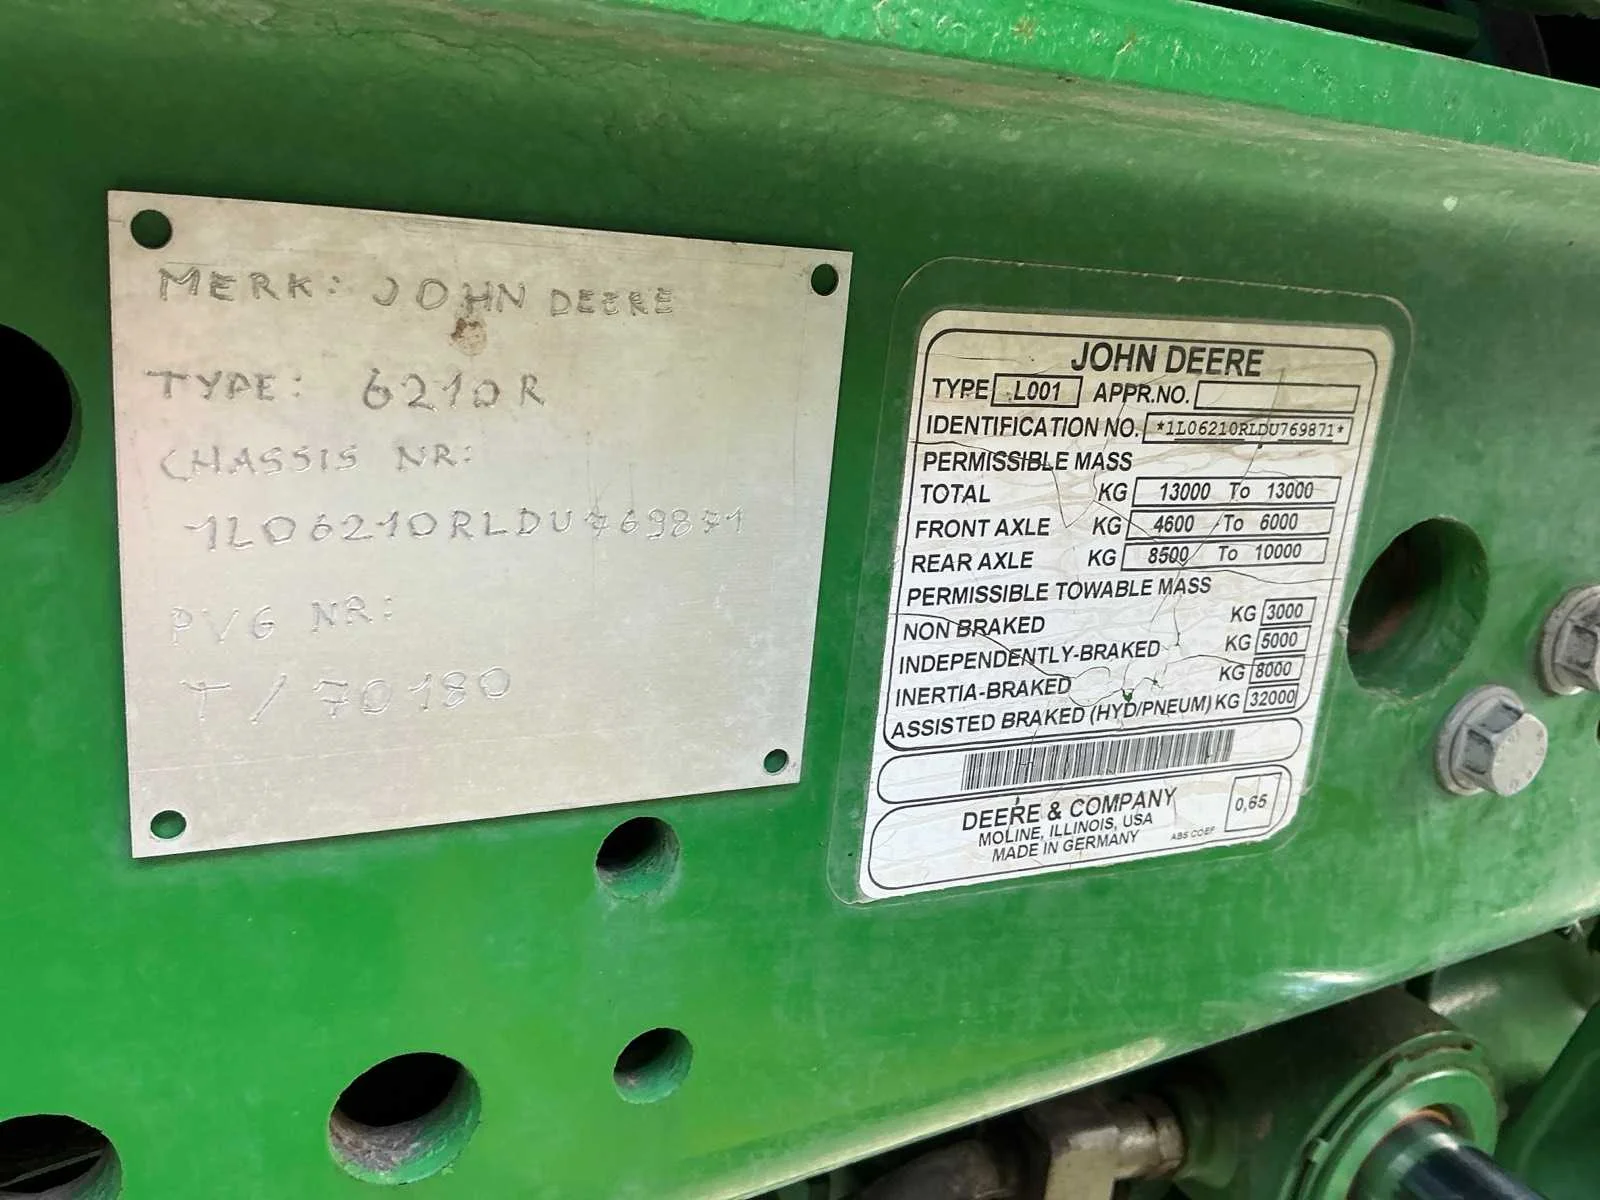 MERK: JOHN DEERE
TYPE: 6210R
CHASSIS NR:
1L06210RLDU769871
PVG NR:
T/70180
JOHN DEERE
TYPE L001 APPR.NO.
IDENTIFICATION NO. *1L06210RLDU769871*
PERMISSIBLE MASS
TOTAL KG 13000 To 13000
FRONT AXLE KG 4600 To 6000
REAR AXLE KG 8500 To 10000
PERMISSIBLE TOWABLE MASS
NON BRAKED KG 3000
INDEPENDENTLY-BRAKED KG 5000
INERTIA-BRAKED KG 8000
ASSISTED BRAKED (HYD/PNEUM) KG 32000
DEERE & COMPANY
MOLINE, ILLINOIS, USA
MADE IN GERMANY
ABS COEF 0,65